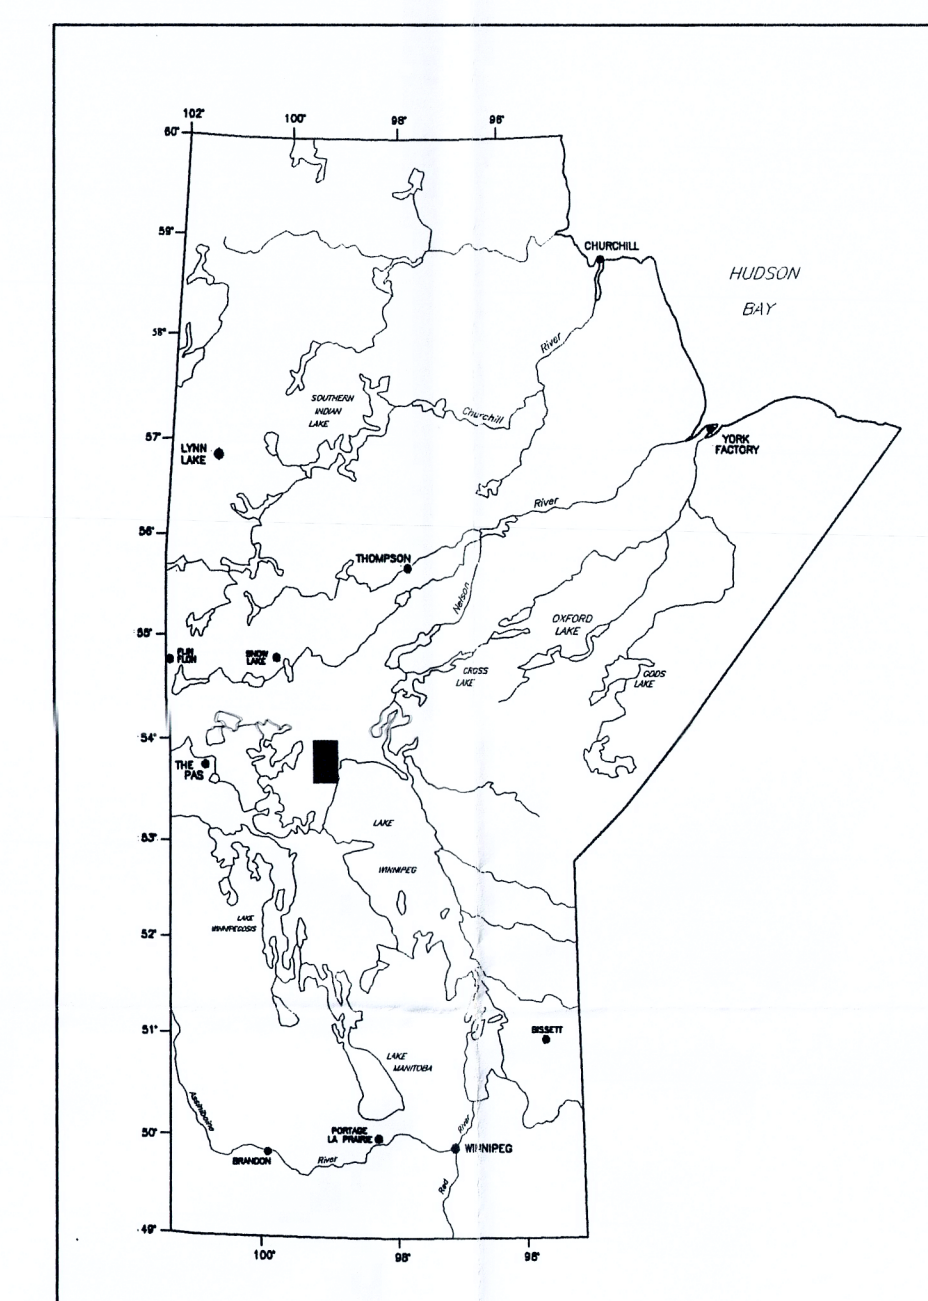 102° 100° 98° 96°
60°
59°
CHURCHILL
HUDSON
BAY
58°
River
SOUTHERN
INDIAN
LAKE
Churchill
57°
LYNN
LAKE
YORK
FACTORY
River
56°
THOMPSON
Nelson
OXFORD
LAKE
55°
FLIN
FLON
SNOW
LAKE
CROSS
LAKE
GODS
LAKE
54°
THE
PAS
LAKE
53°
WINNIPEG
LAKE
WINNIPEGOSIS
52°
51°
BISSETT
LAKE
MANITOBA
Assiniboine
50°
PORTAGE
LA PRAIRIE
River
WINNIPEG
BRANDON
River
Red
49°
100° 98° 96°